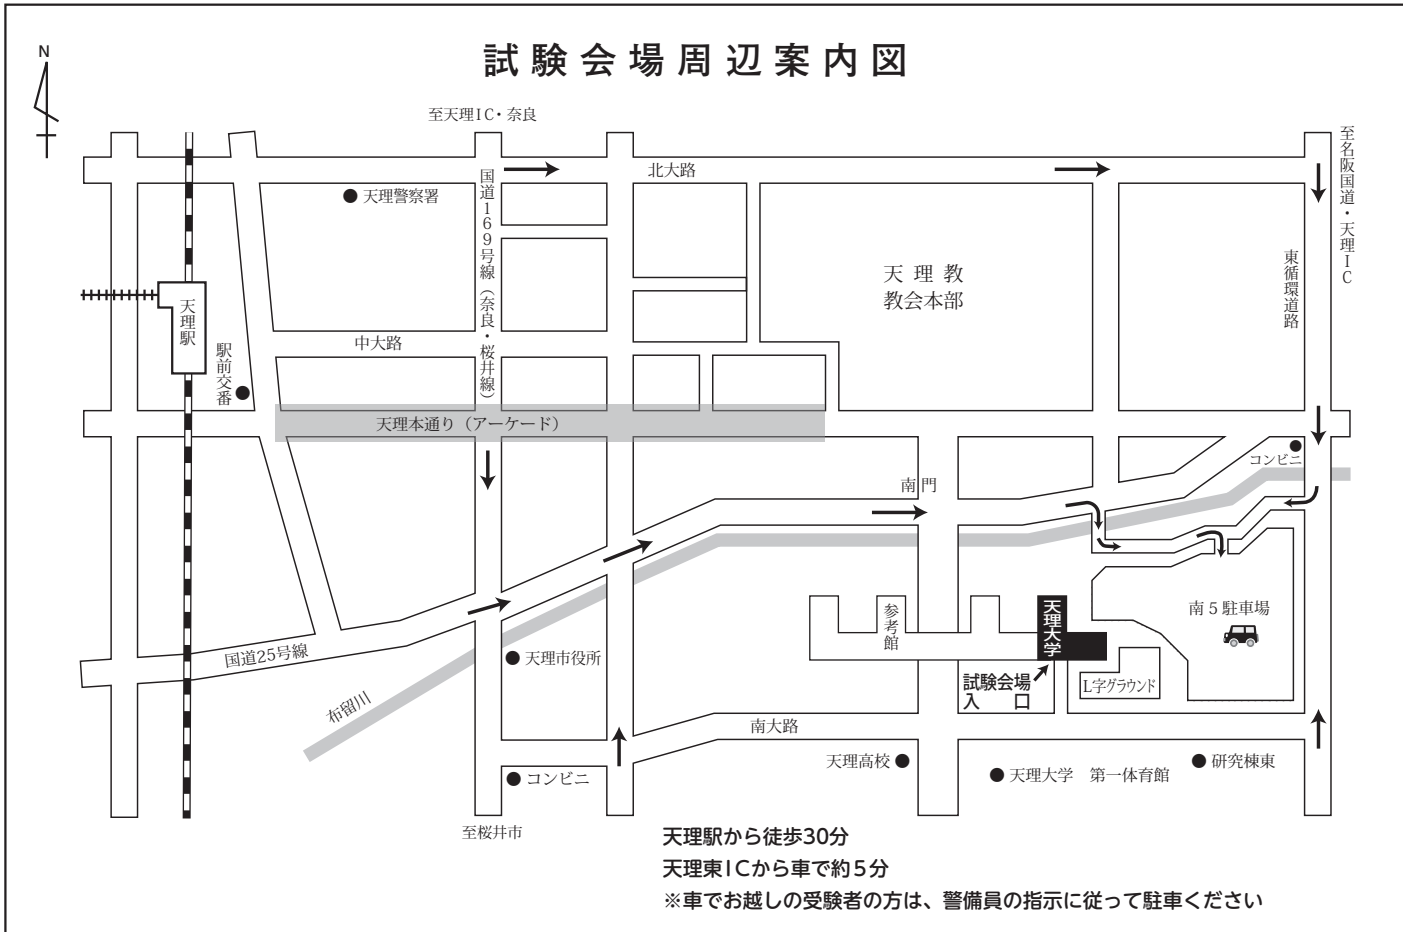 N
試験会場周辺案内図
至天理IC・奈良
至名阪国道・天理IC
北大路
天理警察署
国道169号線（奈良・桜井線）
天理教
教会本部
東循環道路
天理駅
駅前交番
中大路
天理本通り（アーケード）
コンビニ
南門
参考館
天理大学
南5駐車場
国道25号線
天理市役所
試験会場
入口
L字グラウンド
布留川
南大路
天理高校
天理大学　第一体育館
研究棟東
コンビニ
至桜井市
天理駅から徒歩30分
天理東ICから車で約5分
※車でお越しの受験者の方は、警備員の指示に従って駐車ください